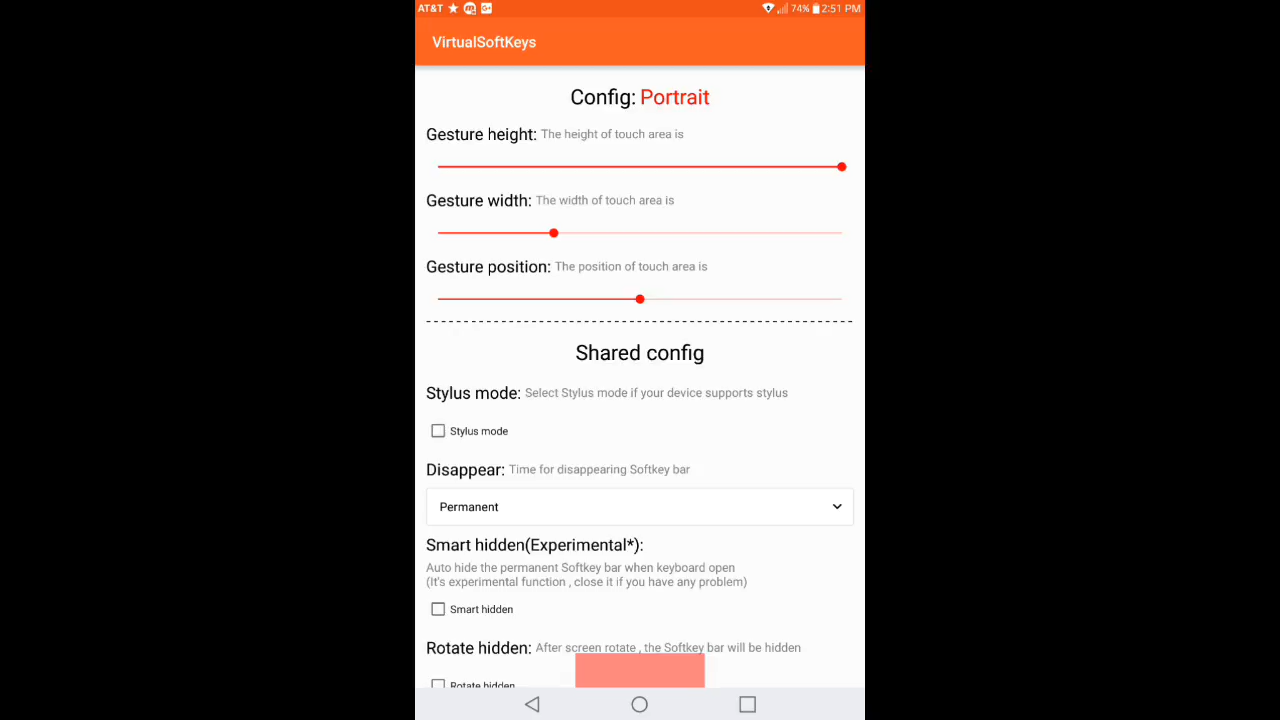 AT&T 74% 2:51 PM
VirtualSoftKeys
Config: Portrait
Gesture height: The height of touch area is
Gesture width: The width of touch area is
Gesture position: The position of touch area is
Shared config
Stylus mode: Select Stylus mode if your device supports stylus
Stylus mode
Disappear: Time for disappearing Softkey bar
Permanent
Smart hidden(Experimental*):
Auto hide the permanent Softkey bar when keyboard open
(It's experimental function , close it if you have any problem)
Smart hidden
Rotate hidden: After screen rotate , the Softkey bar will be hidden
Rotate hidden